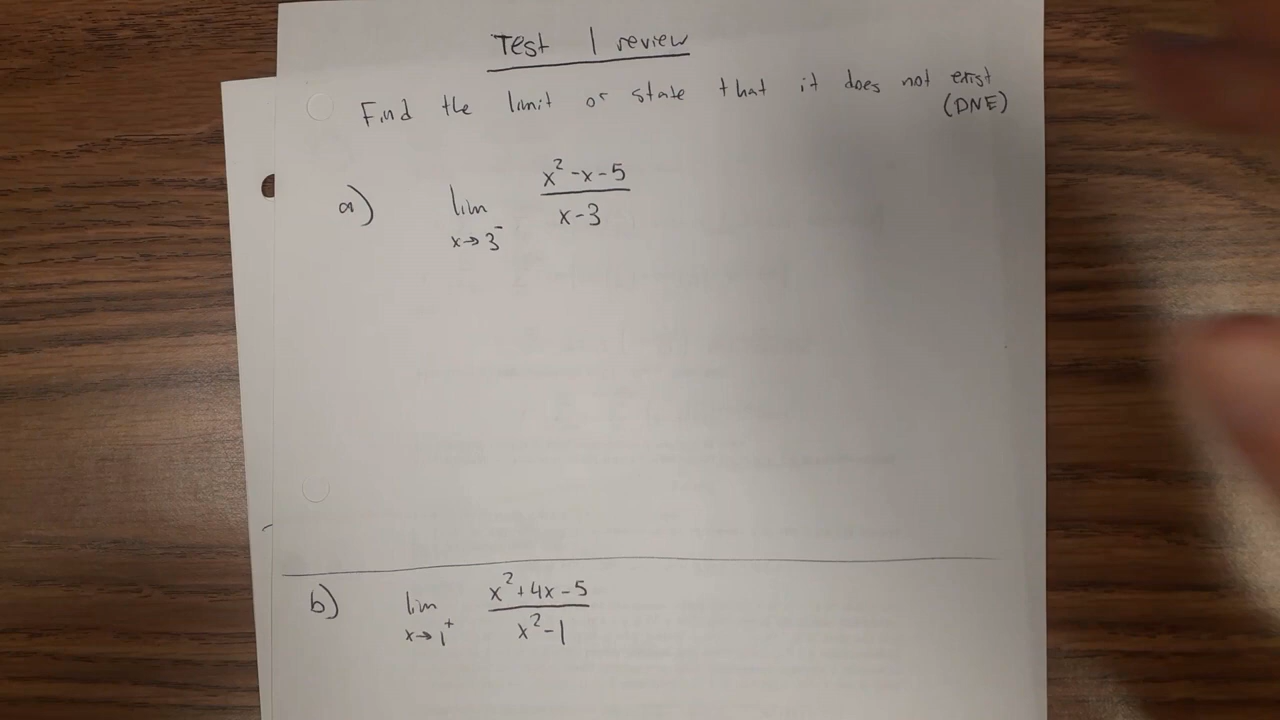 Test 1 review
Find the limit or state that it does not exist
(DNE)
a) lim x→3⁻ (x²-x-5)/(x-3)
b) lim x→1⁺ (x²+4x-5)/(x²-1)